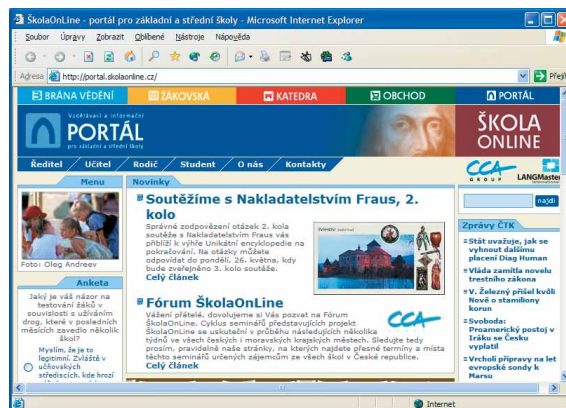 ŠkolaOnLine - portál pro základní a střední školy - Microsoft Internet Explorer
Soubor Úpravy Zobrazit Oblíbené Nástroje Nápověda
Adresa http://portal.skolaonline.cz/ Přejít
BRÁNA VĚDĚNÍ ŽÁKOVSKÁ KATEDRA OBCHOD PORTÁL
Vzdělávací a informační
PORTÁL
pro základní a střední školy
ŠKOLA
ONLINE
Ředitel Učitel Rodič Student O nás Kontakty
CCA
GROUP
LANGMaster
Menu
Foto: Oleg Andreev
Anketa
Jaký je váš názor na
testování žáků v
souvislosti s užíváním
drog, které v posledních
měsících zavedlo několik
škol?
Myslím, že je to
legitimní. Zvláště v
učňovských
střediscích, kde hrozí
Novinky
Soutěžíme s Nakladatelstvím Fraus, 2.
kolo
Správné zodpovězení otázek 2. kola
soutěže s Nakladatelstvím Fraus vás
přiblíží k výhře Unikátní encyklopedie na
pokračování. Na otázky můžete
odpovídat do pondělí, 26. května, kdy
bude zveřejněno 3. kolo soutěže.
Celý článek
Fórum ŠkolaOnLine
Vážení přátelé, dovolujeme si Vás pozvat na Fórum
ŠkolaOnLine. Cyklus seminářů představujících projekt
ŠkolaOnLine se uskuteční v průběhu následujících několika
týdnů ve všech českých i moravských krajských městech. Sledujte tedy
prosím, pravidelně naše stránky, na kterých najdete přesné termíny a místa
těchto seminářů určených zájemcům ze všech škol v České republice.
Celý článek
CCA
najdi
Zprávy ČTK
Stát uvažuje, jak se
vyhnout dalšímu
placení Diag Human
Vláda zamítla novelu
trestního zákona
V. Železný přišel kvůli
Nově o stamiliony
korun
Svoboda:
Proamerický postoj v
Iráku se Česku
vyplatil
Vrcholí přípravy na let
evropské sondy k
Marsu
Internet